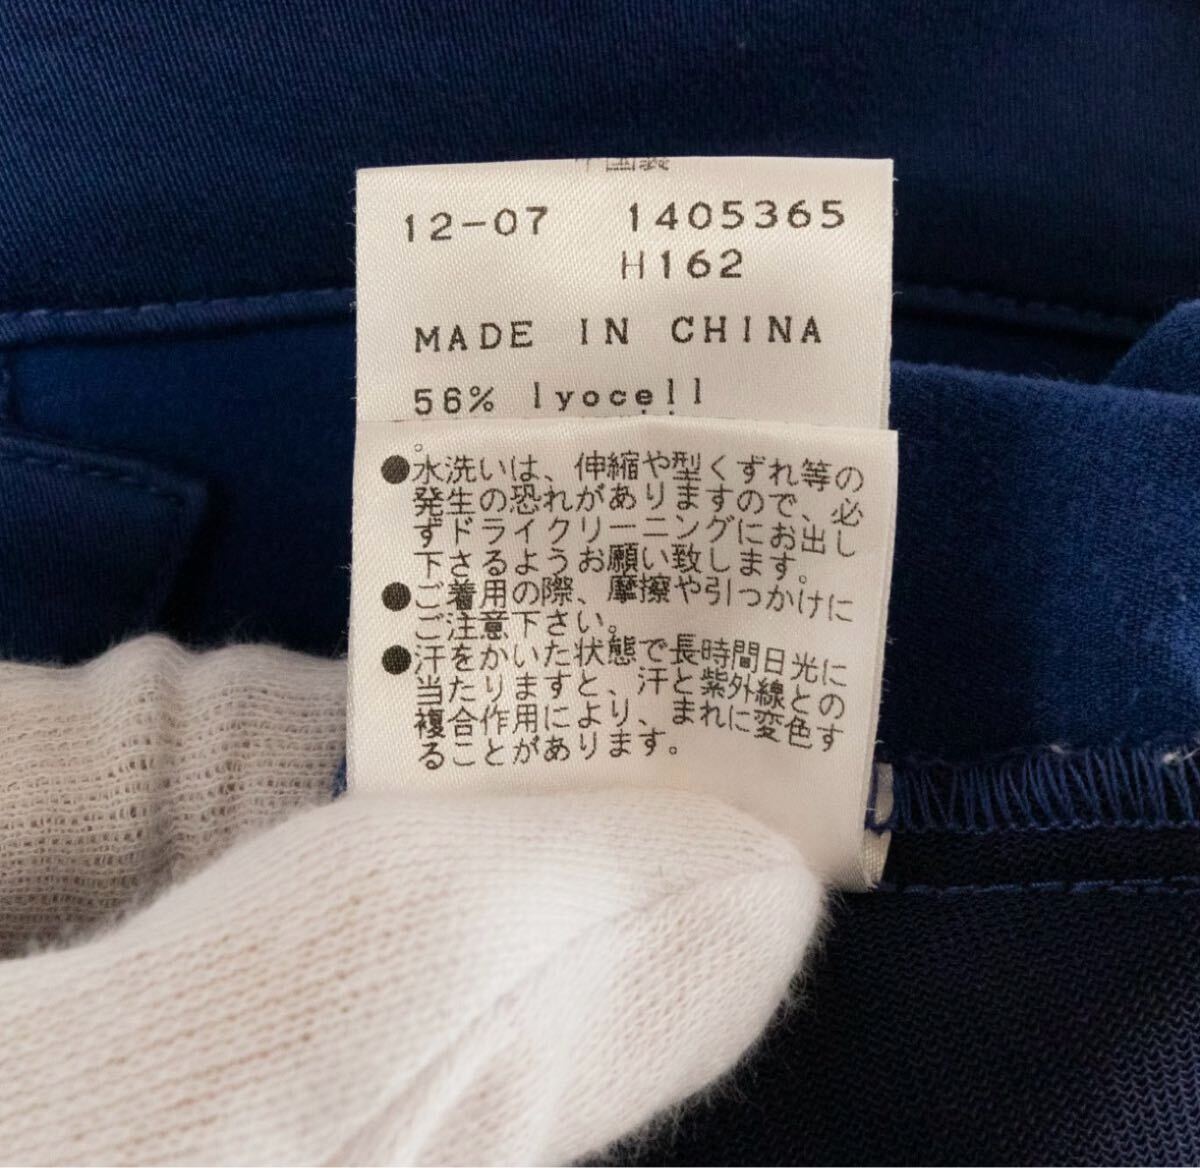 12-07 1405365
H162
MADE IN CHINA
56% lyocell
●水洗いは、伸縮や型くずれ等の
発生の恐れがありますので、必
ずドライクリーニングにお出し
下さるようお願い致します。
●ご着用の際、摩擦や引っかけに
ご注意下さい。
●汗をかいた状態で長時間日光に
当たりますと、汗と紫外線との
複合作用により、まれに変色す
ることがあります。